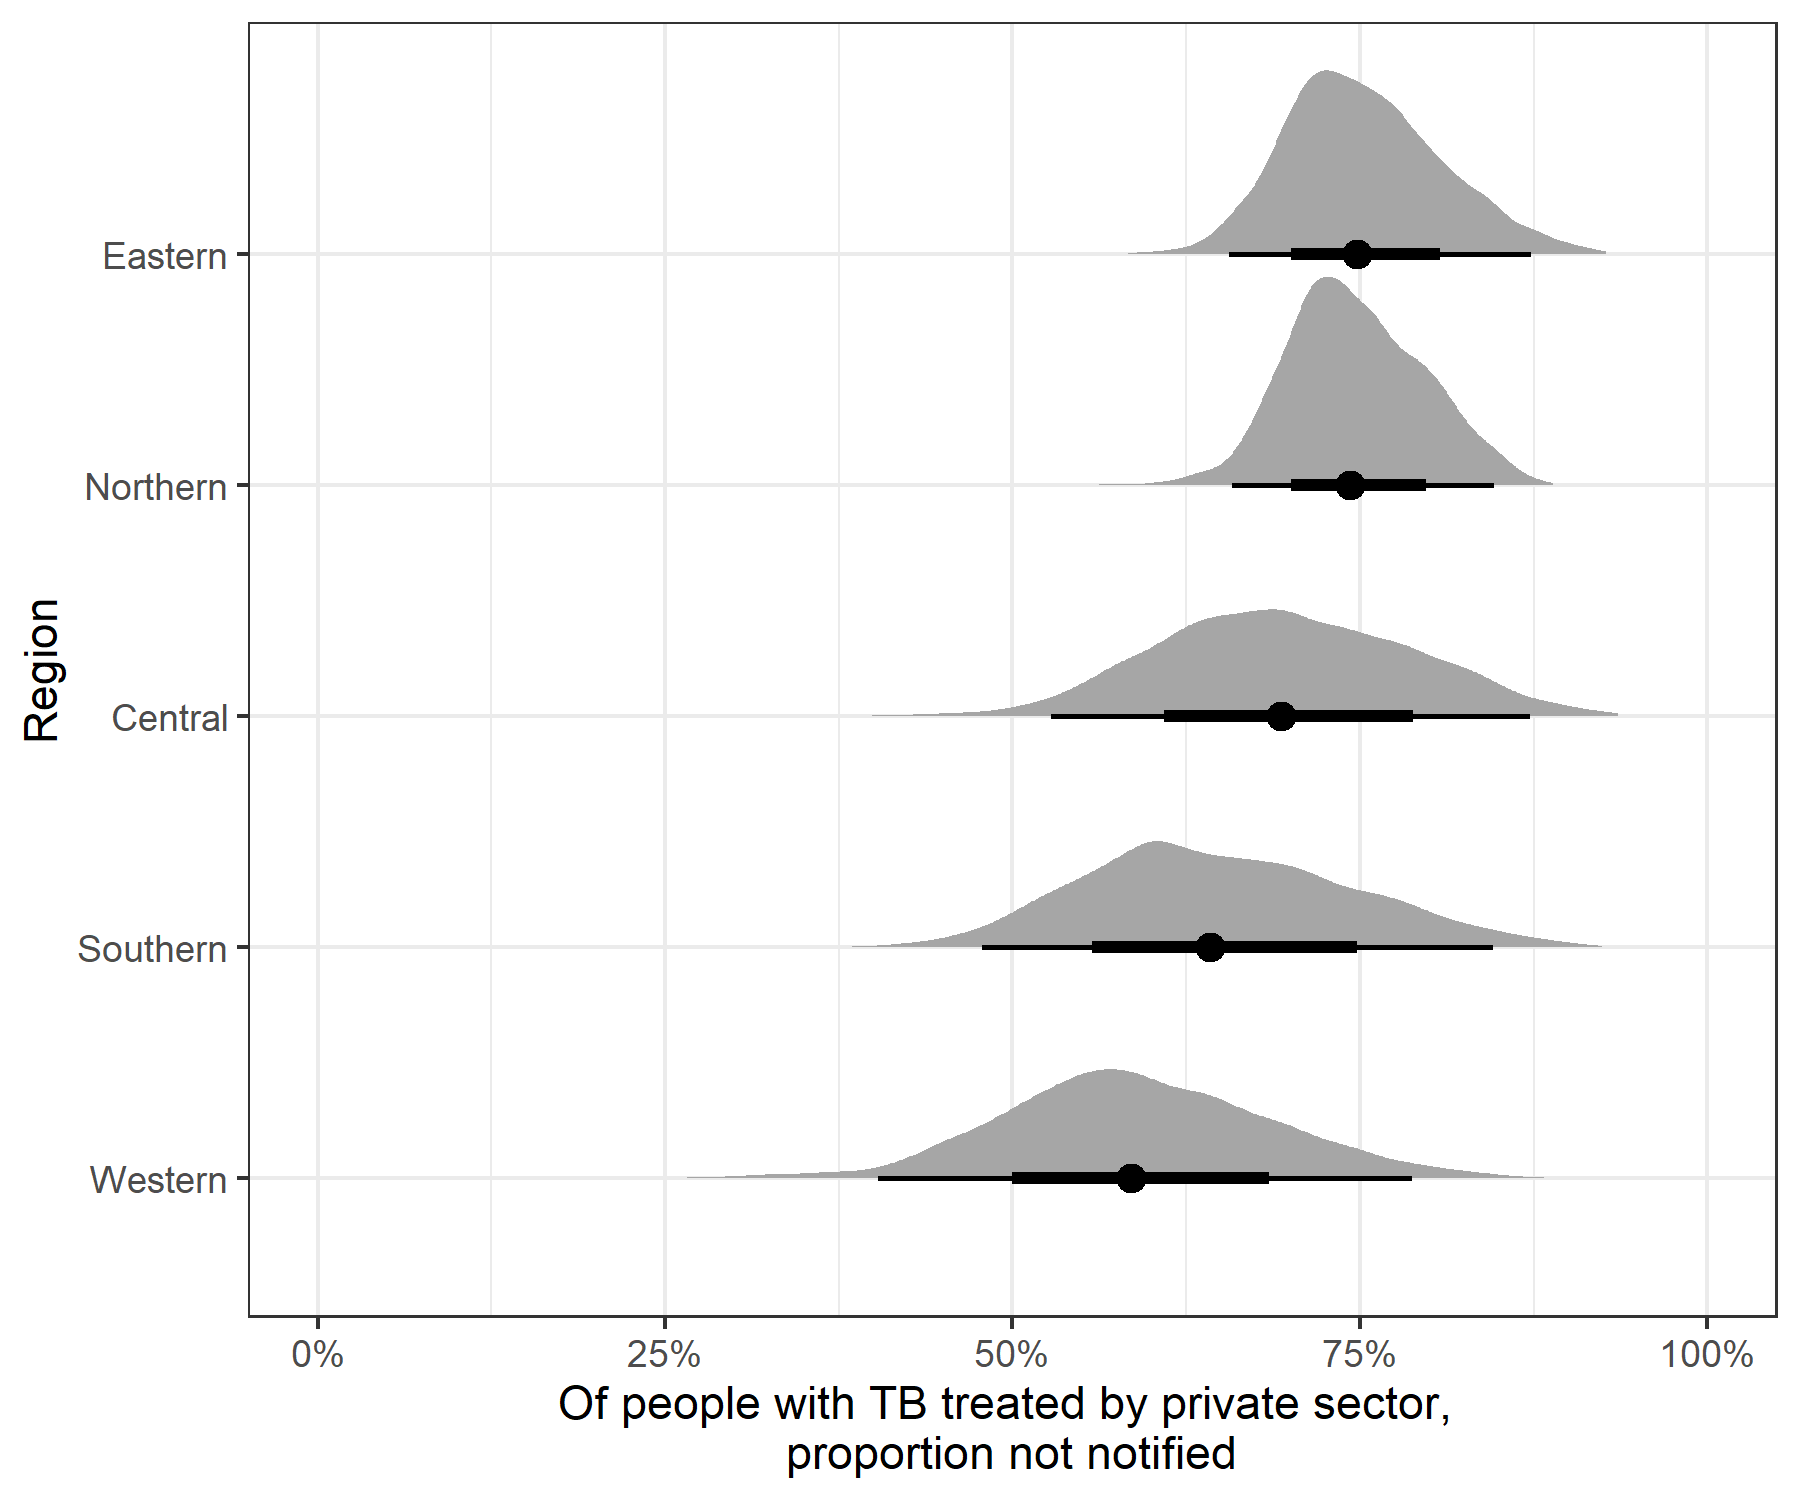 Eastern
Northern
Central
Southern
Western
Region
0% 25% 50% 75% 100%
Of people with TB treated by private sector,
proportion not notified